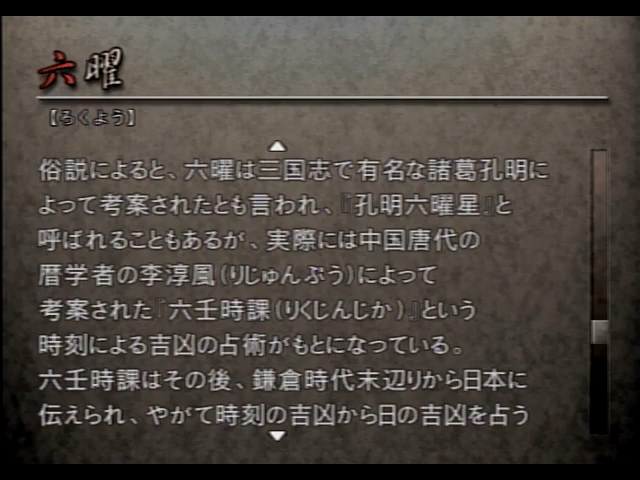 六曜
【ろくよう】
俗説によると、六曜は三国志で有名な諸葛孔明に
よって考案されたとも言われ、『孔明六曜星』と
呼ばれることもあるが、実際には中国唐代の
暦学者の李淳風(りじゅんぷう)によって
考案された『六壬時課(りくじんじか)』という
時刻による吉凶の占術がもとになっている。
六壬時課はその後、鎌倉時代末辺りから日本に
伝えられ、やがて時刻の吉凶から日の吉凶を占う